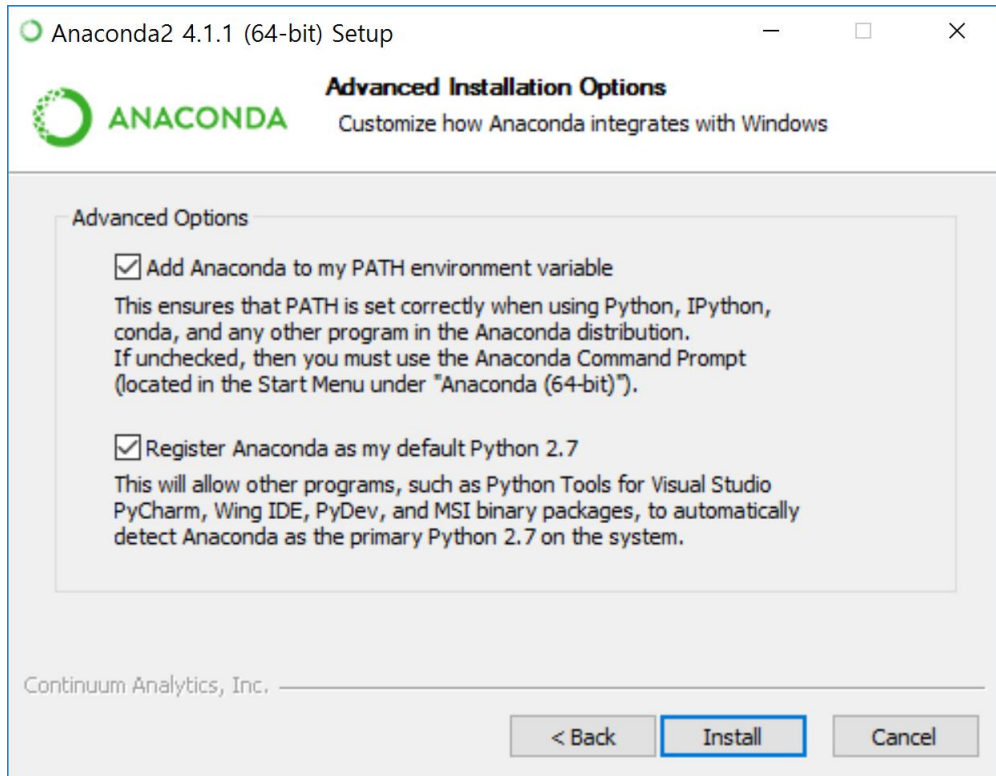 Anaconda2 4.1.1 (64-bit) Setup
ANACONDA
Advanced Installation Options
Customize how Anaconda integrates with Windows
Advanced Options
Add Anaconda to my PATH environment variable
This ensures that PATH is set correctly when using Python, IPython,
conda, and any other program in the Anaconda distribution.
If unchecked, then you must use the Anaconda Command Prompt
(located in the Start Menu under "Anaconda (64-bit)").
Register Anaconda as my default Python 2.7
This will allow other programs, such as Python Tools for Visual Studio
PyCharm, Wing IDE, PyDev, and MSI binary packages, to automatically
detect Anaconda as the primary Python 2.7 on the system.
Continuum Analytics, Inc.
< Back
Install
Cancel